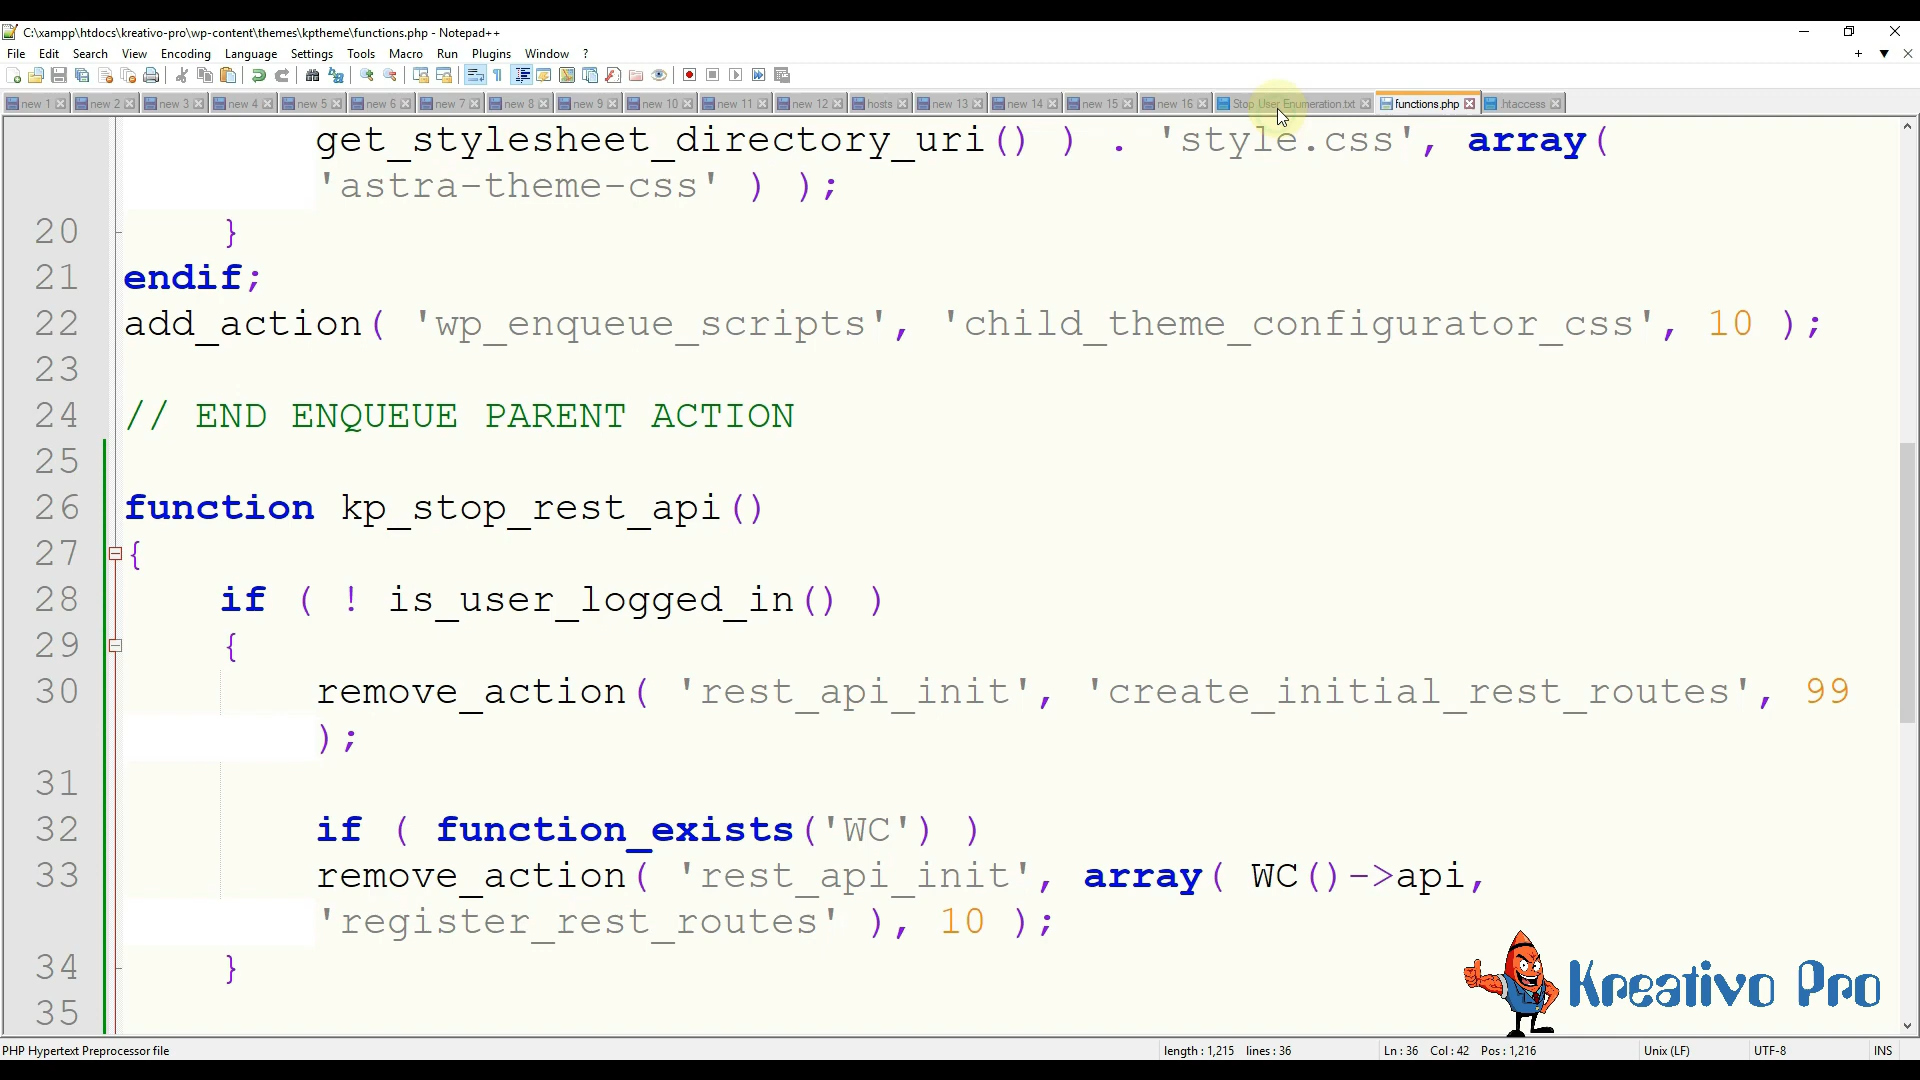 C:\xampp\htdocs\kreativo-pro\wp-content\themes\kptheme\functions.php - Notepad++
File Edit Search View Encoding Language Settings Tools Macro Run Plugins Window ?
new 1 new 2 new 3 new 4 new 5 new 6 new 7 new 8 new 9 new 10 new 11 new 12 hosts new 13 new 14 new 15 new 16 Stop User Enumeration.txt functions.php .htaccess
get_stylesheet_directory_uri() ) . 'style.css', array(
'astra-theme-css' ) );
20 }
21 endif;
22 add_action( 'wp_enqueue_scripts', 'child_theme_configurator_css', 10 );
23
24 // END ENQUEUE PARENT ACTION
25
26 function kp_stop_rest_api()
27 {
28 if ( ! is_user_logged_in() )
29 {
30 remove_action( 'rest_api_init', 'create_initial_rest_routes', 99
);
31
32 if ( function_exists('WC') )
33 remove_action( 'rest_api_init', array( WC()->api,
'register_rest_routes' ), 10 );
34 }
35
Kreativo Pro
PHP Hypertext Preprocessor file length : 1,215 lines : 36 Ln : 36 Col : 42 Pos : 1,216 Unix (LF) UTF-8 INS